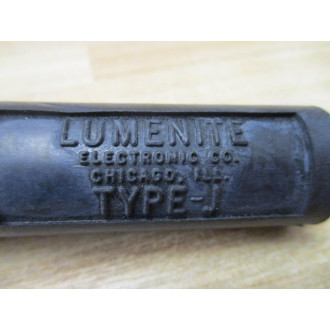 LUMENITE
ELECTRONIC CO.
CHICAGO, ILL.
TYPE-J